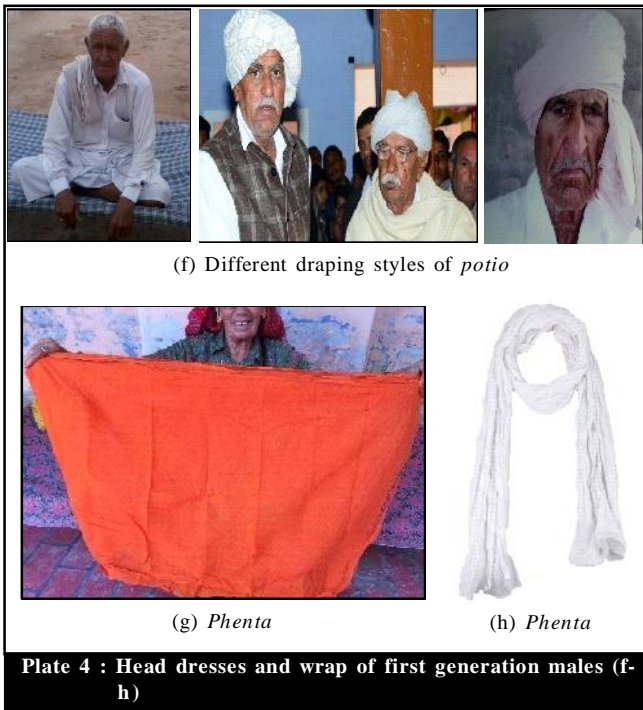 (f) Different draping styles of potio
(g) Phenta
(h) Phenta
Plate 4 : Head dresses and wrap of first generation males (f-
h)